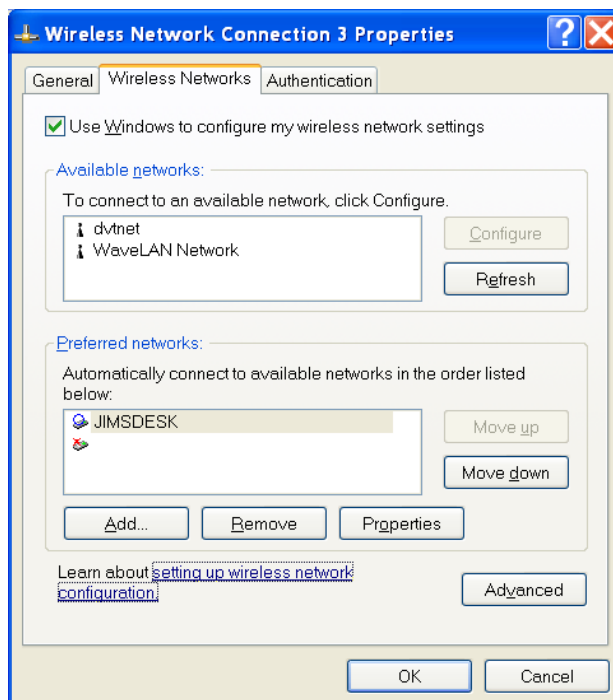 Wireless Network Connection 3 Properties
General Wireless Networks Authentication
Use Windows to configure my wireless network settings
Available networks:
To connect to an available network, click Configure.
dvtnet
WaveLAN Network
Configure
Refresh
Preferred networks:
Automatically connect to available networks in the order listed
below:
JIMSDESK
Move up
Move down
Add... Remove Properties
Learn about setting up wireless network
configuration.
Advanced
OK Cancel